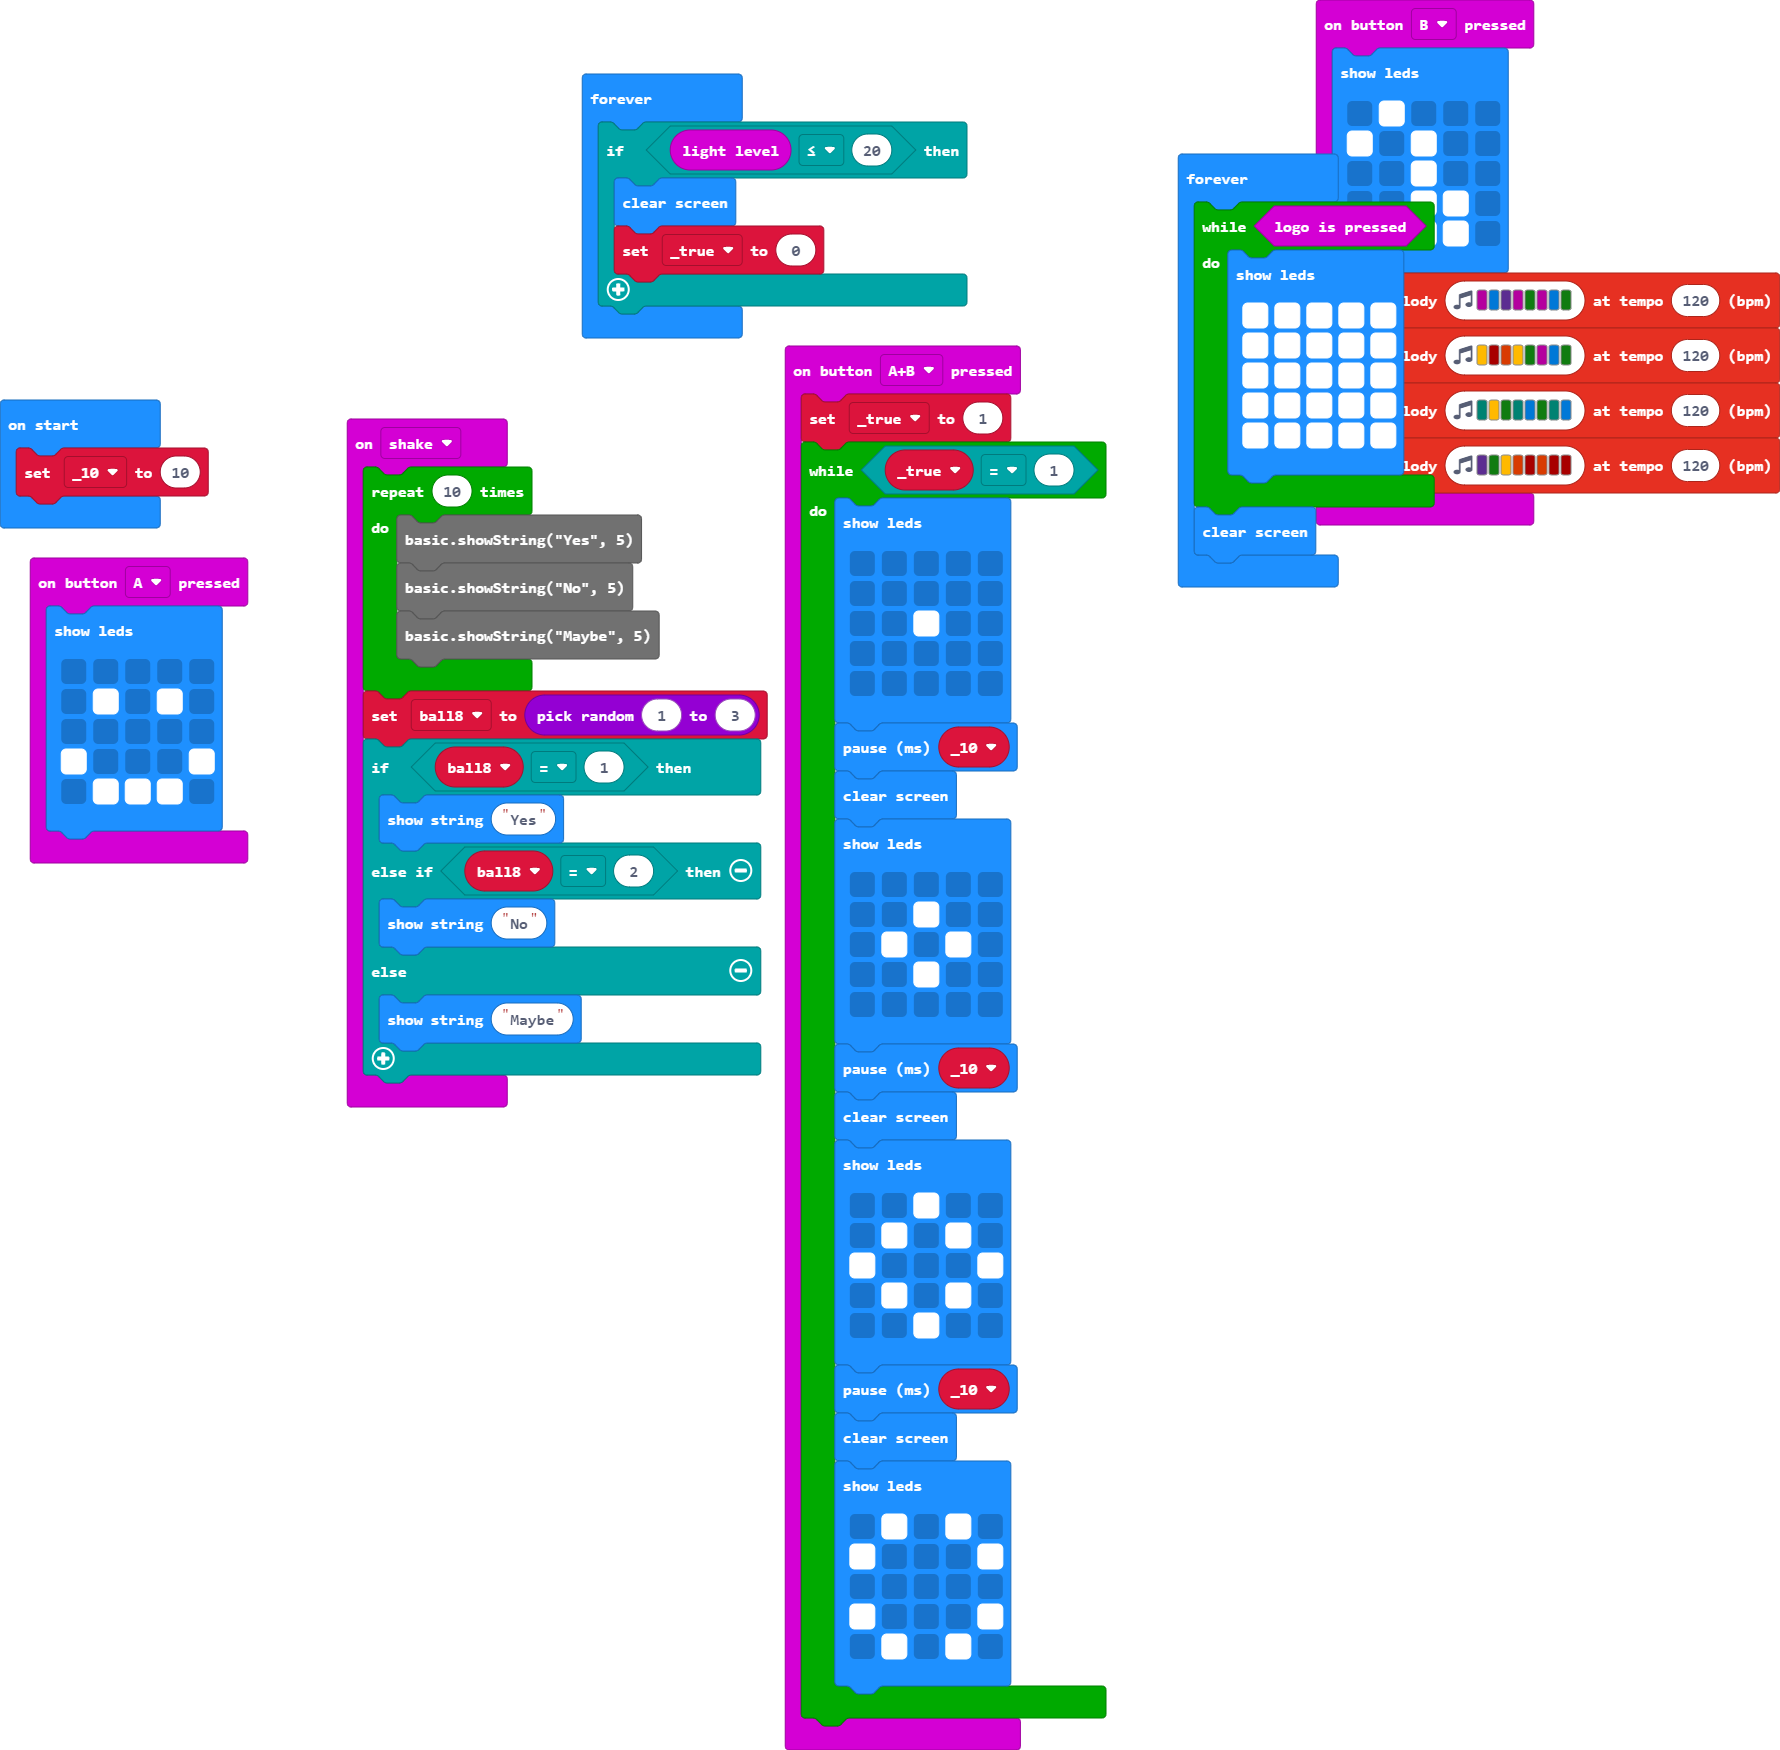 on start
set _10 to 10
on button A pressed
show leds
on shake
repeat 10 times
do
basic.showString("Yes", 5)
basic.showString("No", 5)
basic.showString("Maybe", 5)
set ball8 to pick random 1 to 3
if ball8 = 1 then
show string "Yes"
else if ball8 = 2 then
show string "No"
else
show string "Maybe"
forever
if light level ≤ 20 then
clear screen
set _true to 0
on button A+B pressed
set _true to 1
while _true = 1
do
show leds
pause (ms) _10
clear screen
show leds
pause (ms) _10
clear screen
show leds
pause (ms) _10
clear screen
show leds
on button B pressed
show leds
forever
while logo is pressed
do
show leds
clear screen
lody at tempo 120 (bpm)
lody at tempo 120 (bpm)
lody at tempo 120 (bpm)
lody at tempo 120 (bpm)